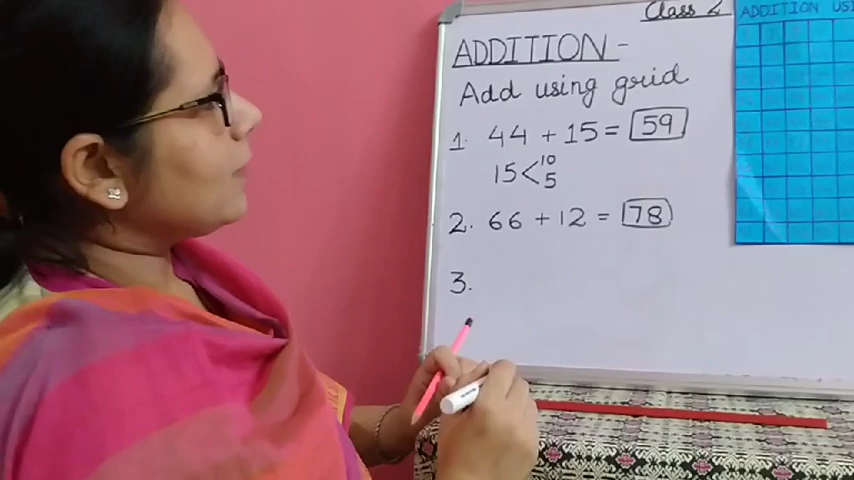 Class 2
ADDITION USI
ADDITION -
Add using grid
1. 44 + 15 = 59
15 < 10
5
2. 66 + 12 = 78
3.